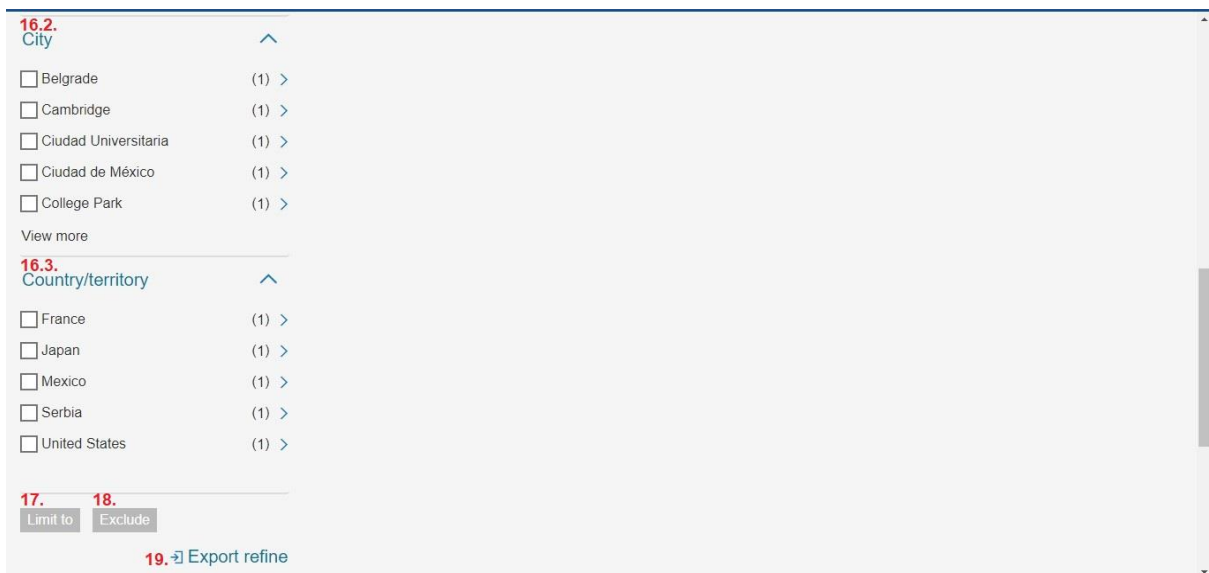 16.2.
City
Belgrade (1)
Cambridge (1)
Ciudad Universitaria (1)
Ciudad de México (1)
College Park (1)
View more
16.3.
Country/territory
France (1)
Japan (1)
Mexico (1)
Serbia (1)
United States (1)
17. 18.
Limit to Exclude
19. Export refine